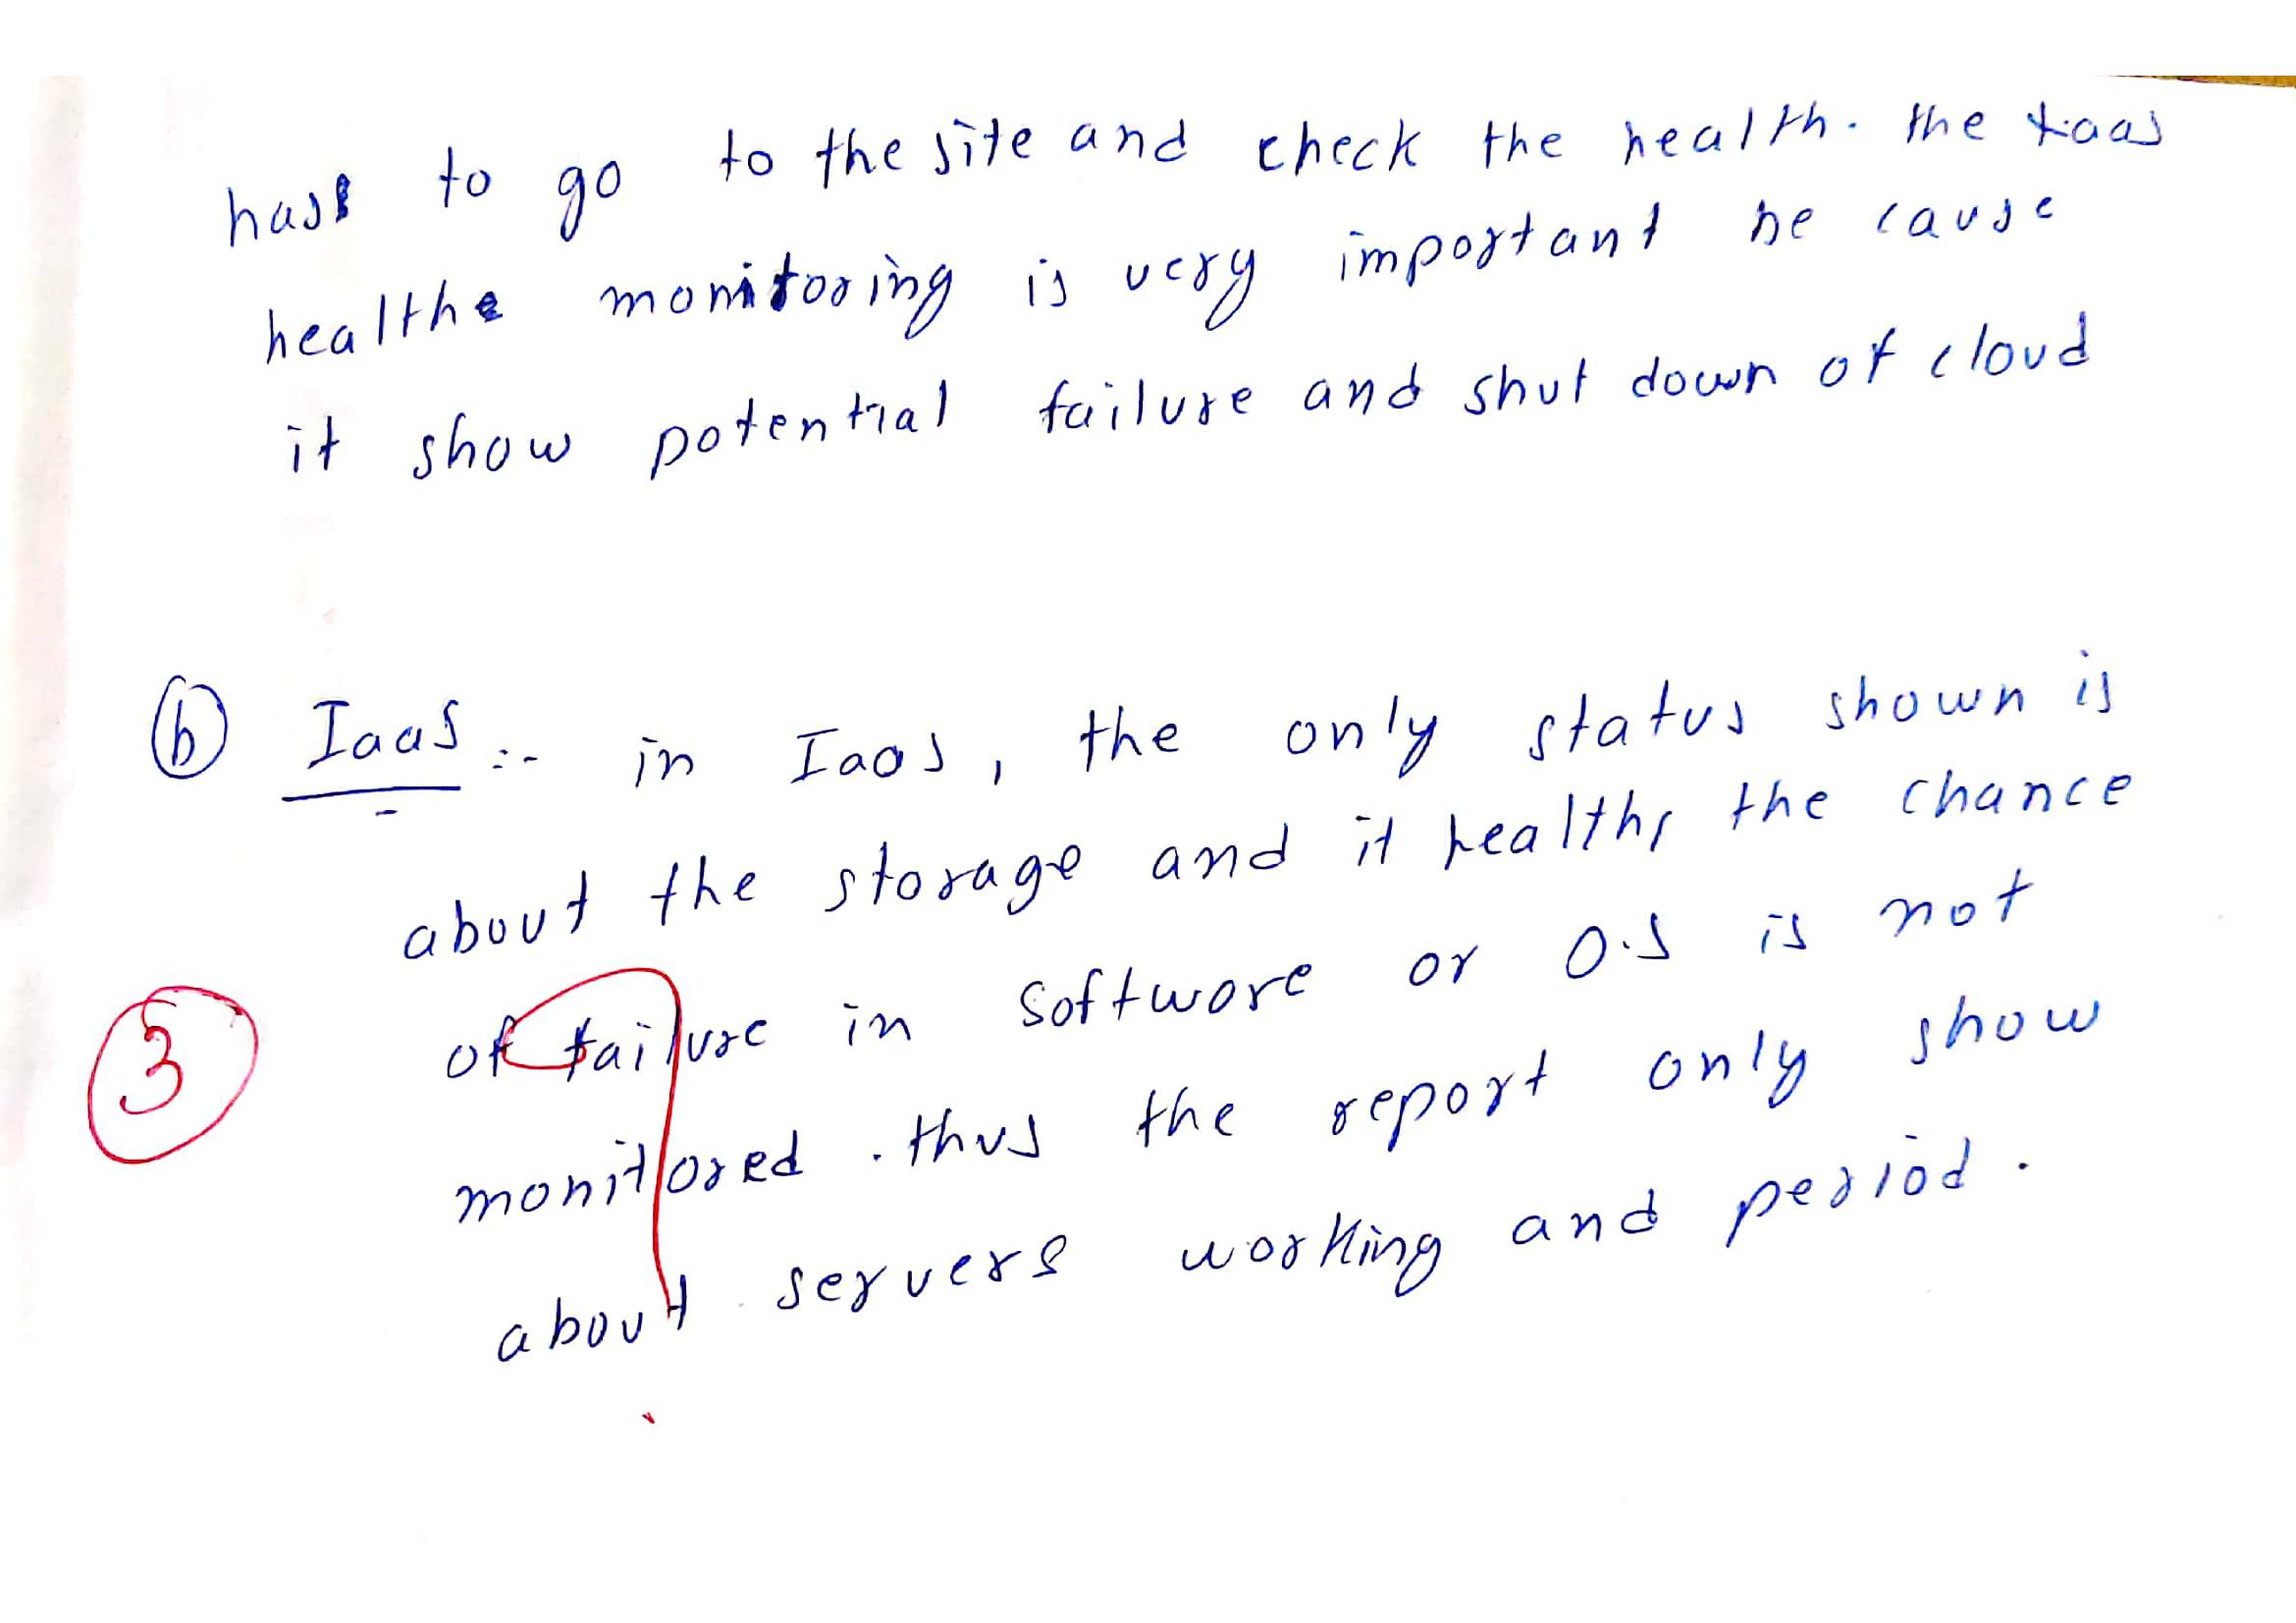 has to go to the site and check the health. the
health monitoring is very important be cause
it show potential failure and shut down of cloud
(b) IaaS :- in Iaas, the only status shown is
about the storage and it health, the chance
of failure in software or O.S is not
3
monitored. thus the report only show
about servers working and period.